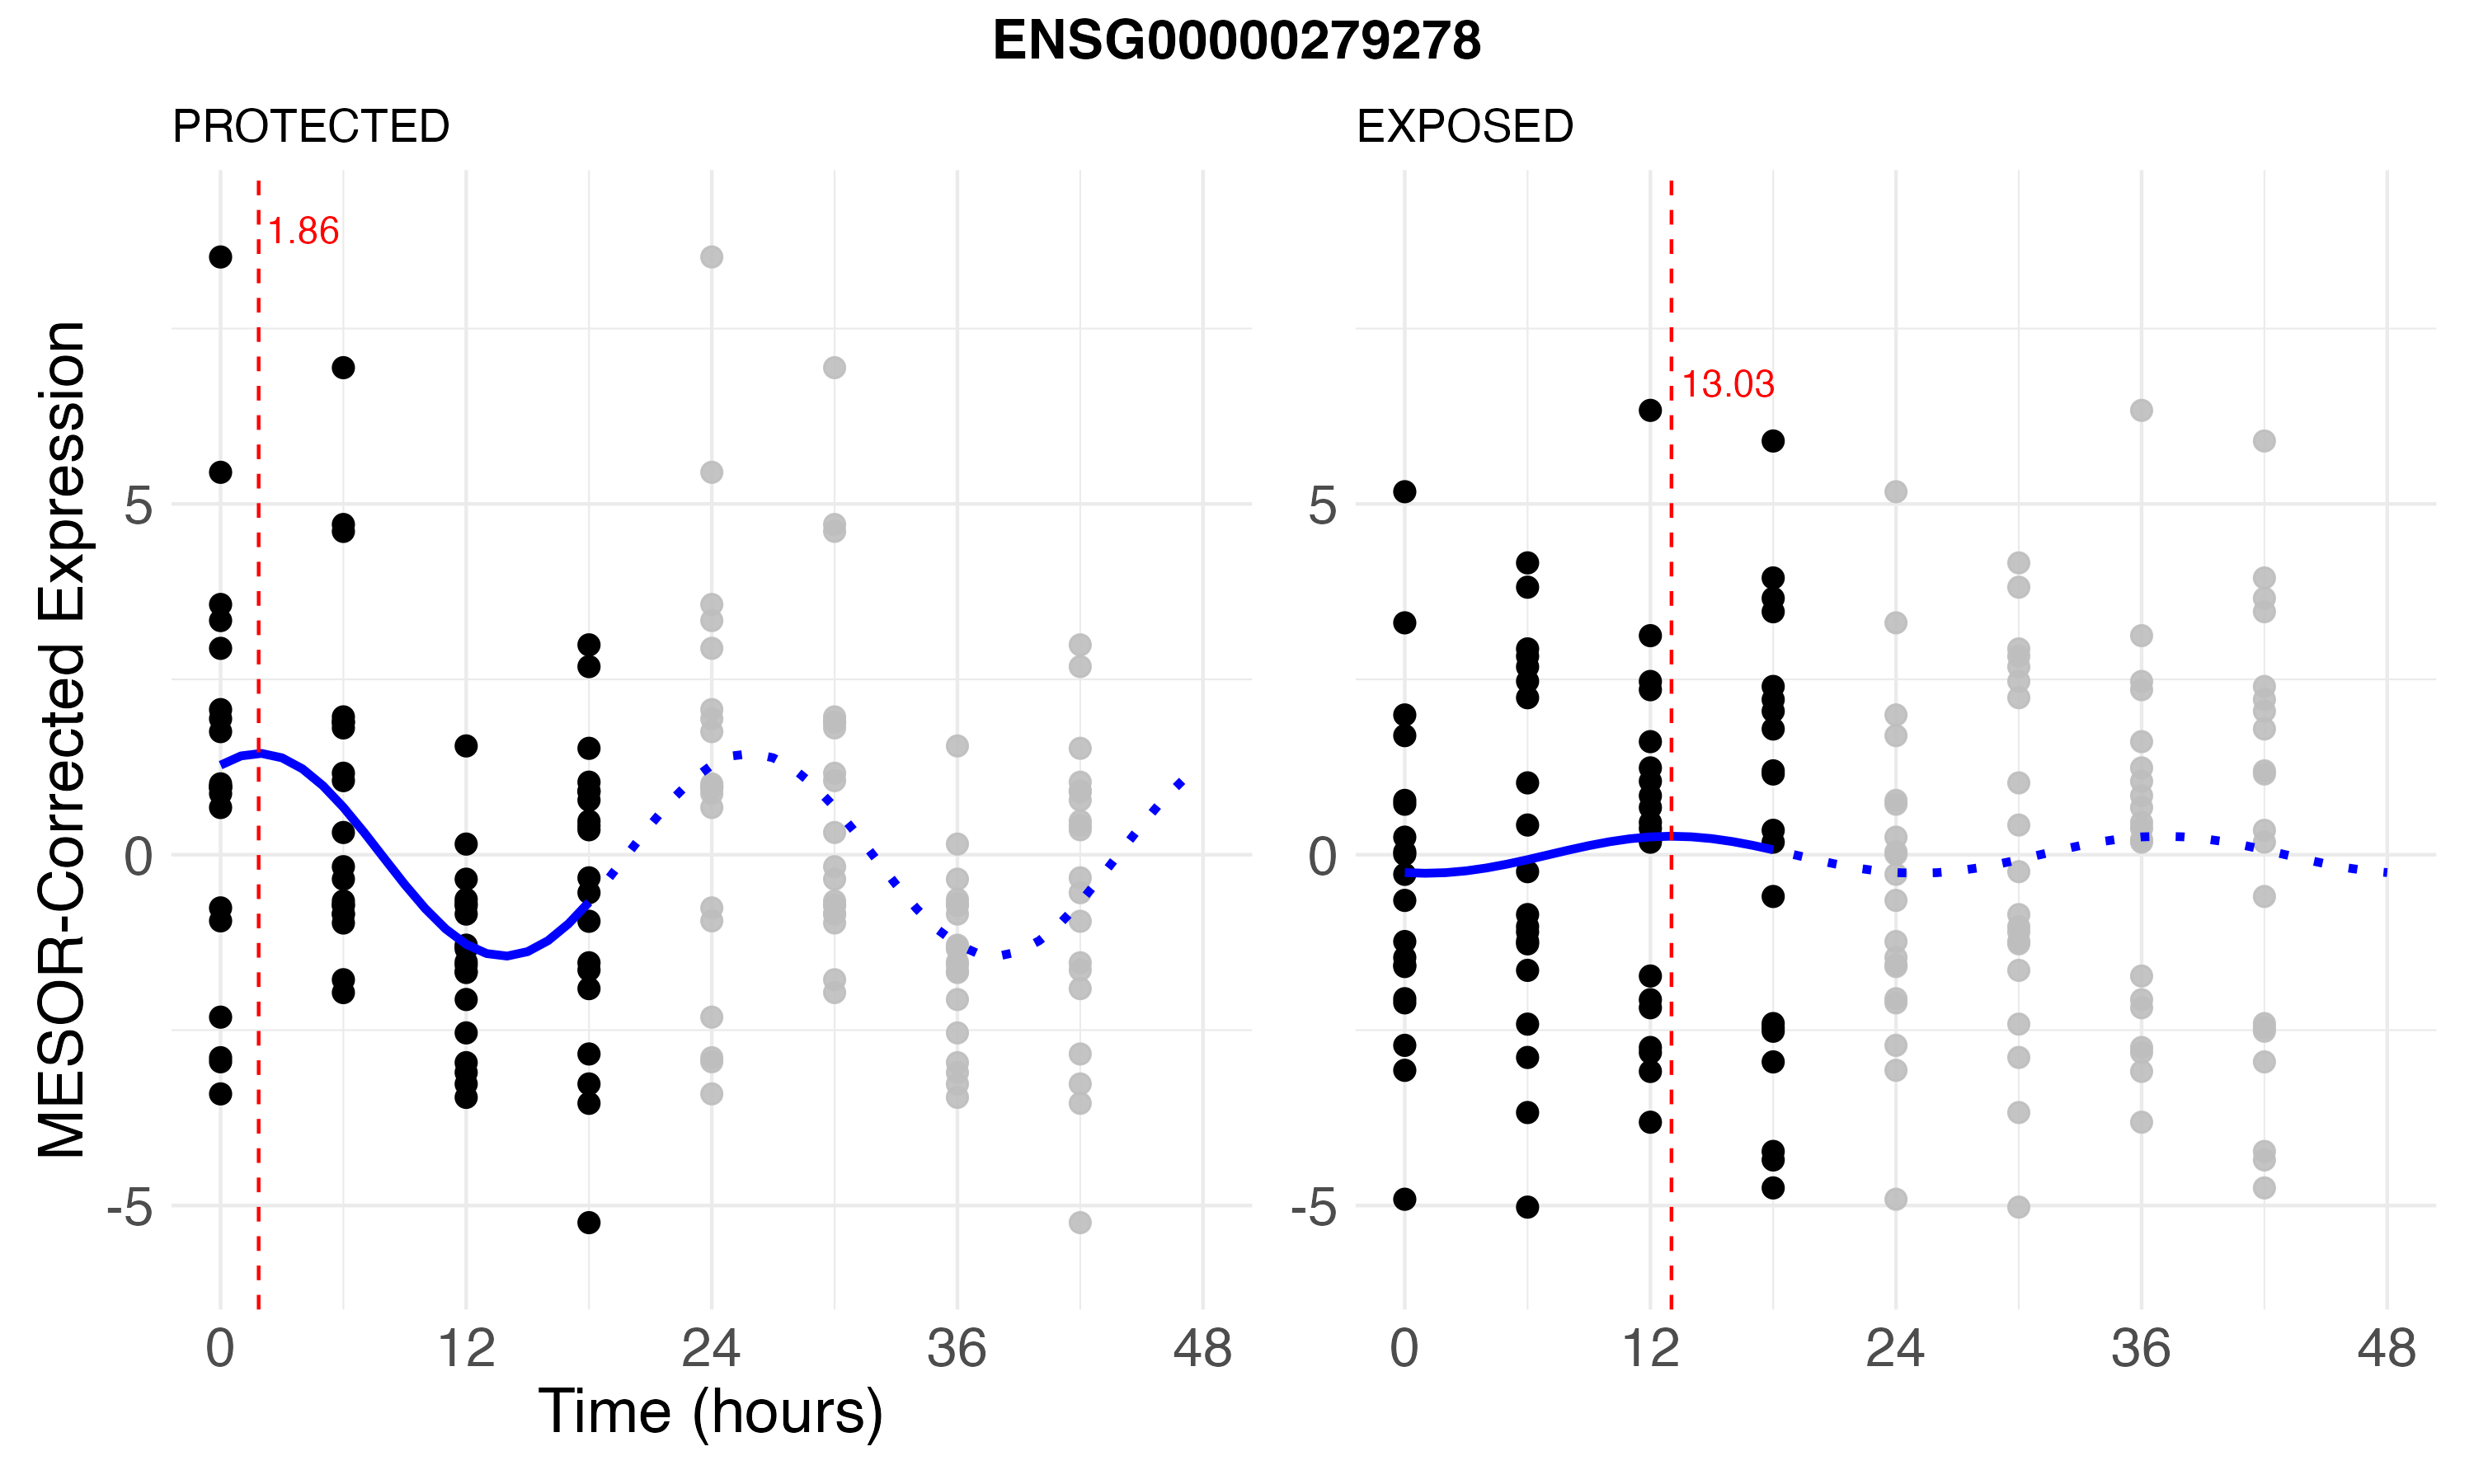 ENSG00000279278
PROTECTED
EXPOSED
MESOR-Corrected Expression
1.86
13.03
5
0
-5
5
0
-5
0 12 24 36 48
0 12 24 36 48
Time (hours)